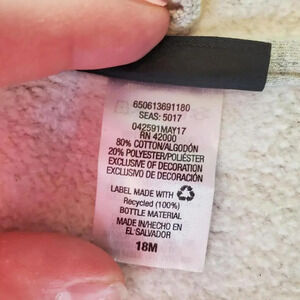 650613691180
SEAS: 5017
042591MAY17
RN 42000
80% COTTON/ALGODÓN
20% POLYESTER/POLIÉSTER
EXCLUSIVE OF DECORATION
EXCLUSIVO DE DECORACIÓN
LABEL MADE WITH
Recycled (100%)
BOTTLE MATERIAL
MADE IN/HECHO EN
EL SALVADOR
18M